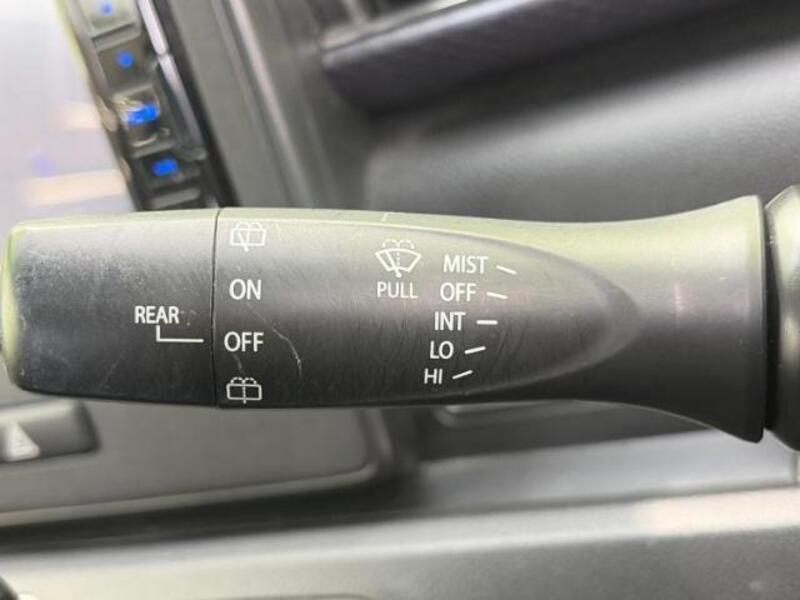 REAR
ON
OFF
PULL
MIST
OFF
INT
LO
HI